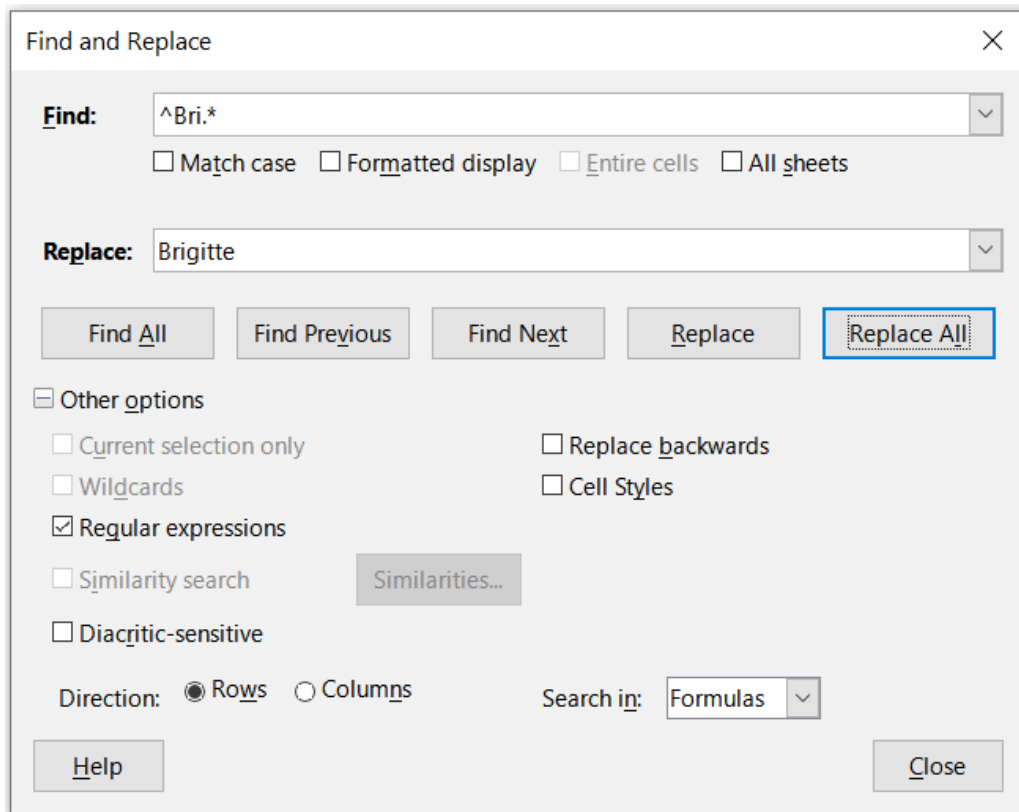 Find and Replace
Find: ^Bri.*
Match case Formatted display Entire cells All sheets
Replace: Brigitte
Find All Find Previous Find Next Replace Replace All
Other options
Current selection only Replace backwards
Wildcards Cell Styles
Regular expressions
Similarity search Similarities...
Diacritic-sensitive
Direction: Rows Columns Search in: Formulas
Help Close